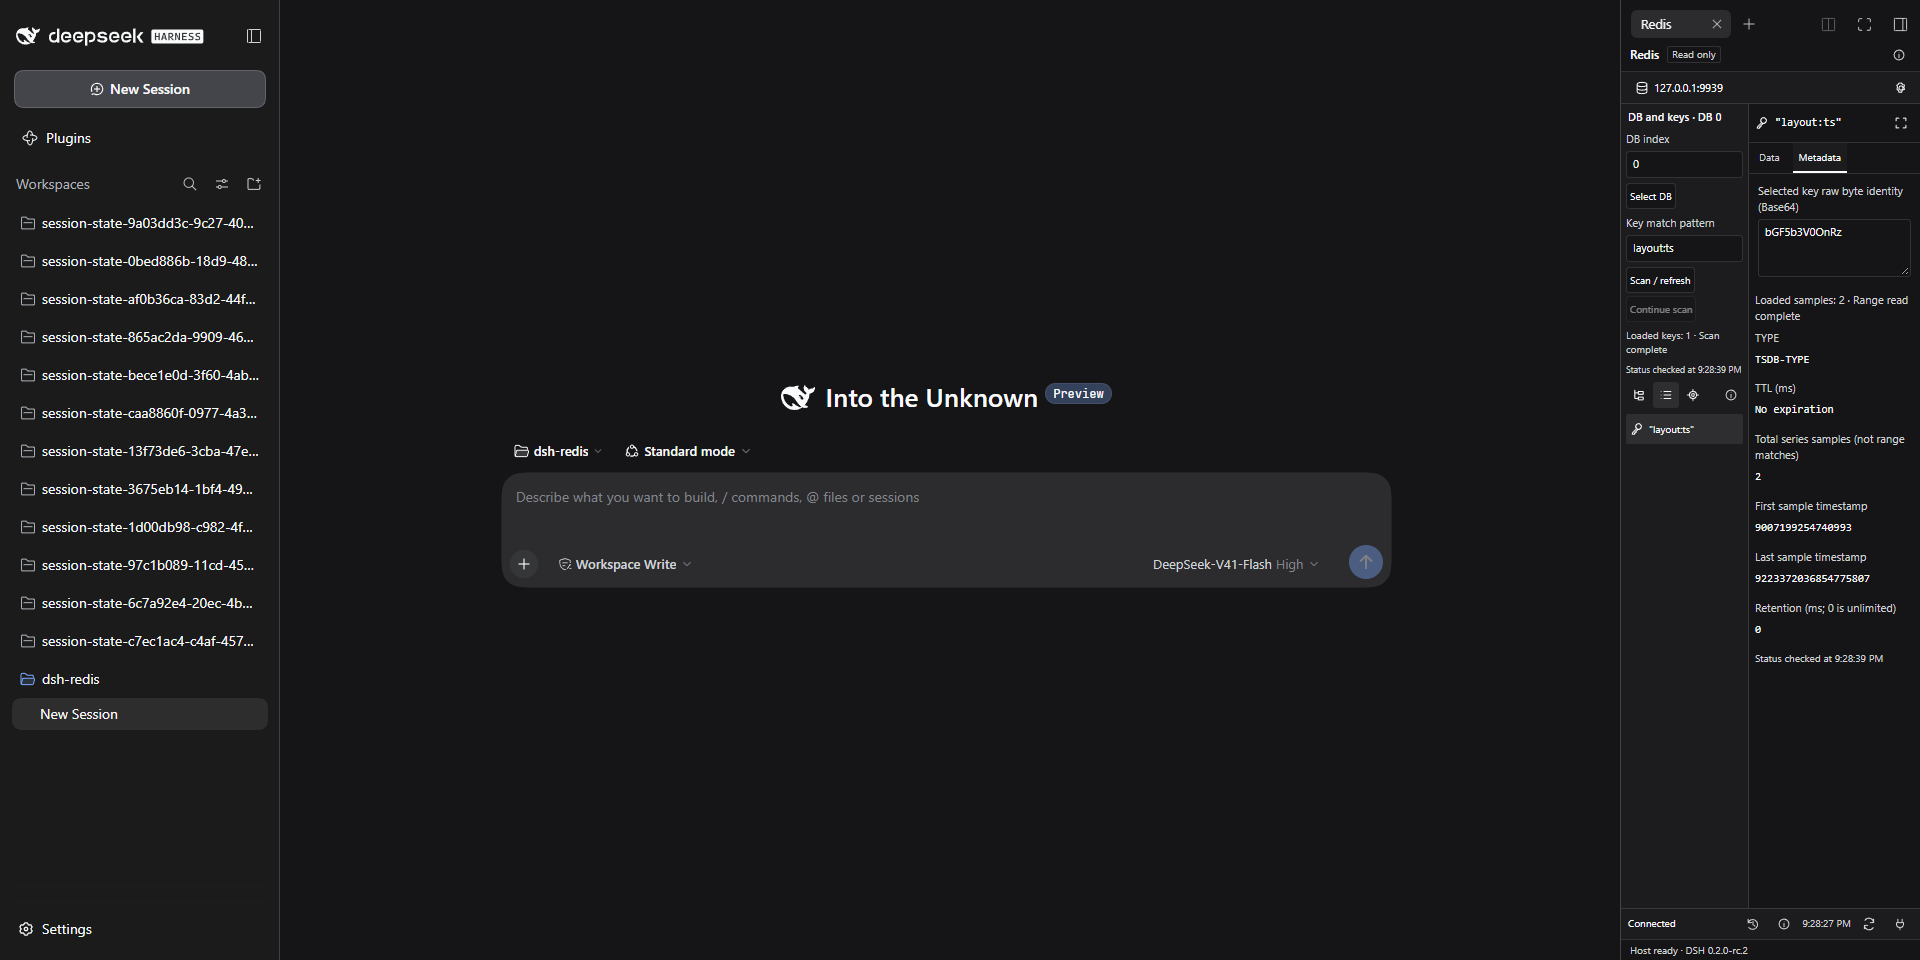 deepseek HARNESS
New Session
Plugins
Workspaces
session-state-9a03dd3c-9c27-40...
session-state-0bed886b-18d9-48...
session-state-af0b36ca-83d2-44f...
session-state-865ac2da-9909-46...
session-state-bece1e0d-3f60-4ab...
session-state-caa8860f-0977-4a3...
session-state-13f73de6-3cba-47e...
session-state-3675eb14-1bf4-49...
session-state-1d00db98-c982-4f...
session-state-97c1b089-11cd-45...
session-state-6c7a92e4-20ec-4b...
session-state-c7ec1ac4-c4af-457...
dsh-redis
New Session
Settings
Into the Unknown Preview
dsh-redis Standard mode
Describe what you want to build, / commands, @ files or sessions
Workspace Write DeepSeek-V41-Flash High
Redis
Redis Read only
127.0.0.1:9939
DB and keys · DB 0
DB index
0
Select DB
Key match pattern
layout:ts
Scan / refresh
Continue scan
Loaded keys: 1 · Scan
complete
Status checked at 9:28:39 PM
"layout:ts"
"layout:ts"
Data Metadata
Selected key raw byte identity
(Base64)
bGF5b3V0OnRz
Loaded samples: 2 · Range read
complete
TYPE
TSDB-TYPE
TTL (ms)
No expiration
Total series samples (not range
matches)
2
First sample timestamp
9007199254740993
Last sample timestamp
9223372036854775807
Retention (ms; 0 is unlimited)
0
Status checked at 9:28:39 PM
Connected 9:28:27 PM
Host ready · DSH 0.2.0-rc.2